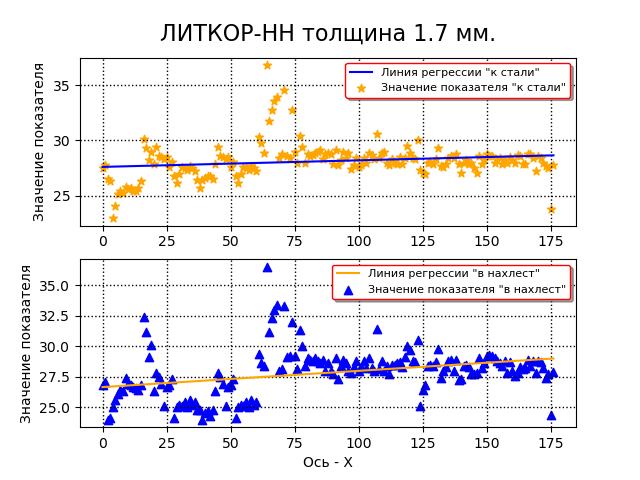 ЛИТКОР-НН толщина 1.7 мм.
Значение показателя
35
30
25
Линия регрессии "к стали"
Значение показателя "к стали"
0 25 50 75 100 125 150 175
Значение показателя
35.0
32.5
30.0
27.5
25.0
Линия регрессии "в нахлест"
Значение показателя "в нахлест"
0 25 50 75 100 125 150 175
Ось - X